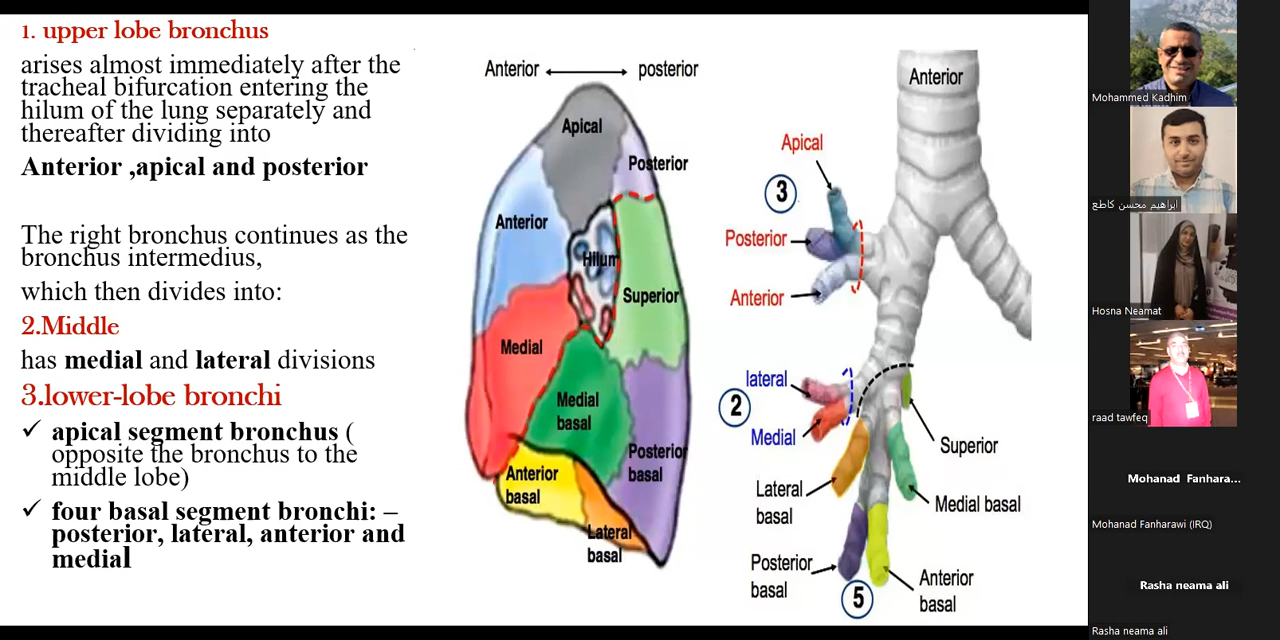 1. upper lobe bronchus
arises almost immediately after the
tracheal bifurcation entering the
hilum of the lung separately and
thereafter dividing into
Anterior ,apical and posterior
The right bronchus continues as the
bronchus intermedius,
which then divides into:
2.Middle
has medial and lateral divisions
3.lower-lobe bronchi
✓ apical segment bronchus (
opposite the bronchus to the
middle lobe)
✓ four basal segment bronchi: –
posterior, lateral, anterior and
medial
Anterior posterior
Apical
Posterior
Anterior
Hilum
Superior
Medial
Medial
basal
Posterior
basal
Anterior
basal
Lateral
basal
Anterior
Apical
3
Posterior
Anterior
lateral
2
Medial
Superior
Lateral
basal
Medial basal
Posterior
basal
Anterior
basal
5
Mohammed Kadhim
ابراهيم محسن كاطع
Hosna Neamat
raad tawfeq
Mohanad Fanhara...
Mohanad Fanharawi (IRQ)
Rasha neama ali
Rasha neama ali